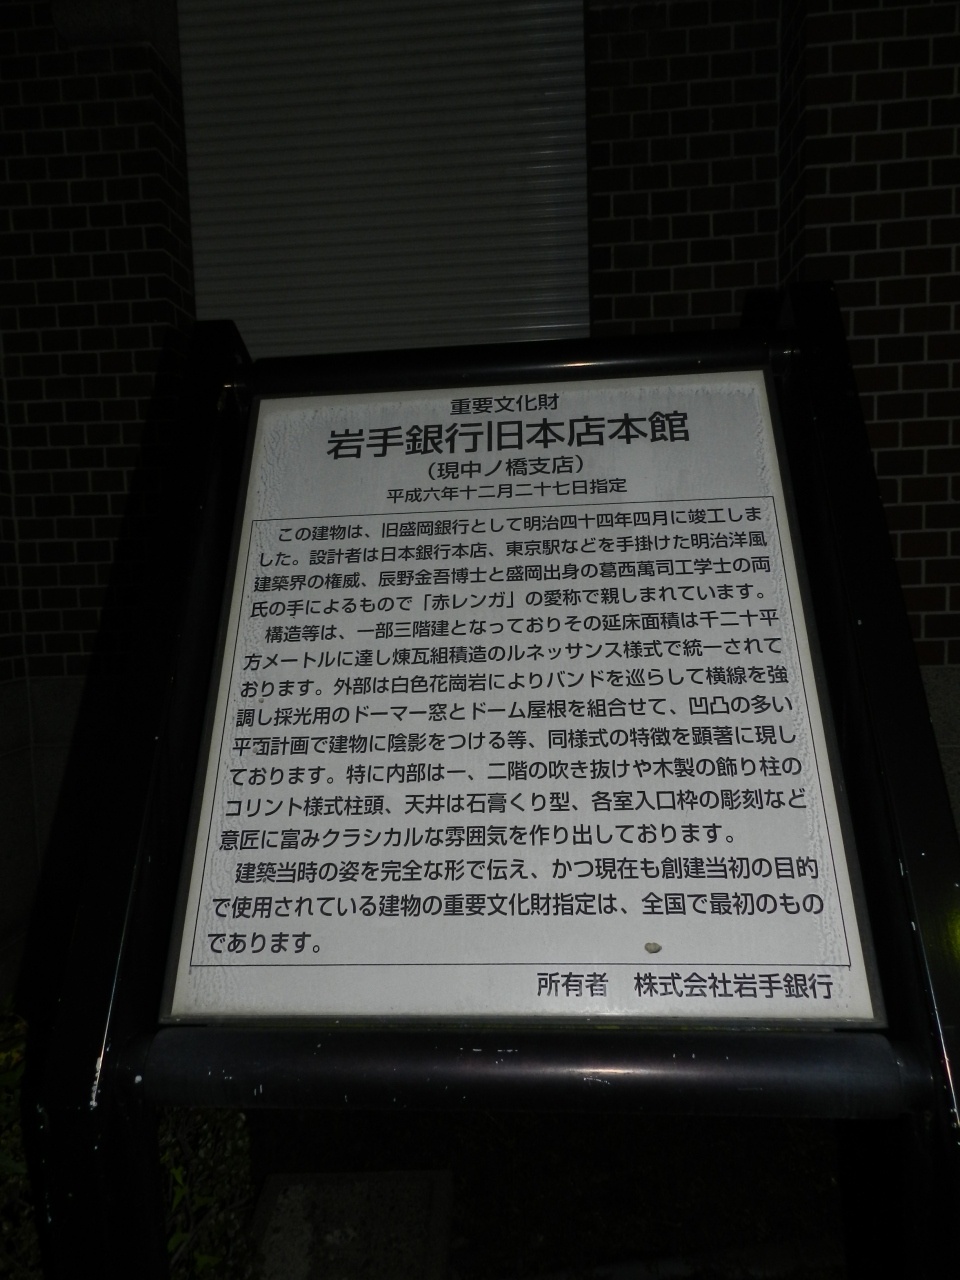 重要文化財
岩手銀行旧本店本館
（現中ノ橋支店）
平成六年十二月二十七日指定
この建物は、旧盛岡銀行として明治四十四年四月に竣工しま
した。設計者は日本銀行本店、東京駅などを手掛けた明治洋風
建築界の権威、辰野金吾博士と盛岡出身の葛西萬司工学士の両
氏の手によるもので「赤レンガ」の愛称で親しまれています。
構造等は、一部三階建となっておりその延床面積は千二十平
方メートルに達し煉瓦組積造のルネッサンス様式で統一されて
おります。外部は白色花崗岩によりバンドを巡らして横線を強
調し採光用のドーマー窓とドーム屋根を組合せて、凹凸の多い
平面計画で建物に陰影をつける等、同様式の特徴を顕著に現し
ております。特に内部は一、二階の吹き抜けや木製の飾り柱の
コリント様式柱頭、天井は石膏くり型、各室入口枠の彫刻など
意匠に富みクラシカルな雰囲気を作り出しております。
建築当時の姿を完全な形で伝え、かつ現在も創建当初の目的
で使用されている建物の重要文化財指定は、全国で最初のもの
であります。
所有者　株式会社岩手銀行